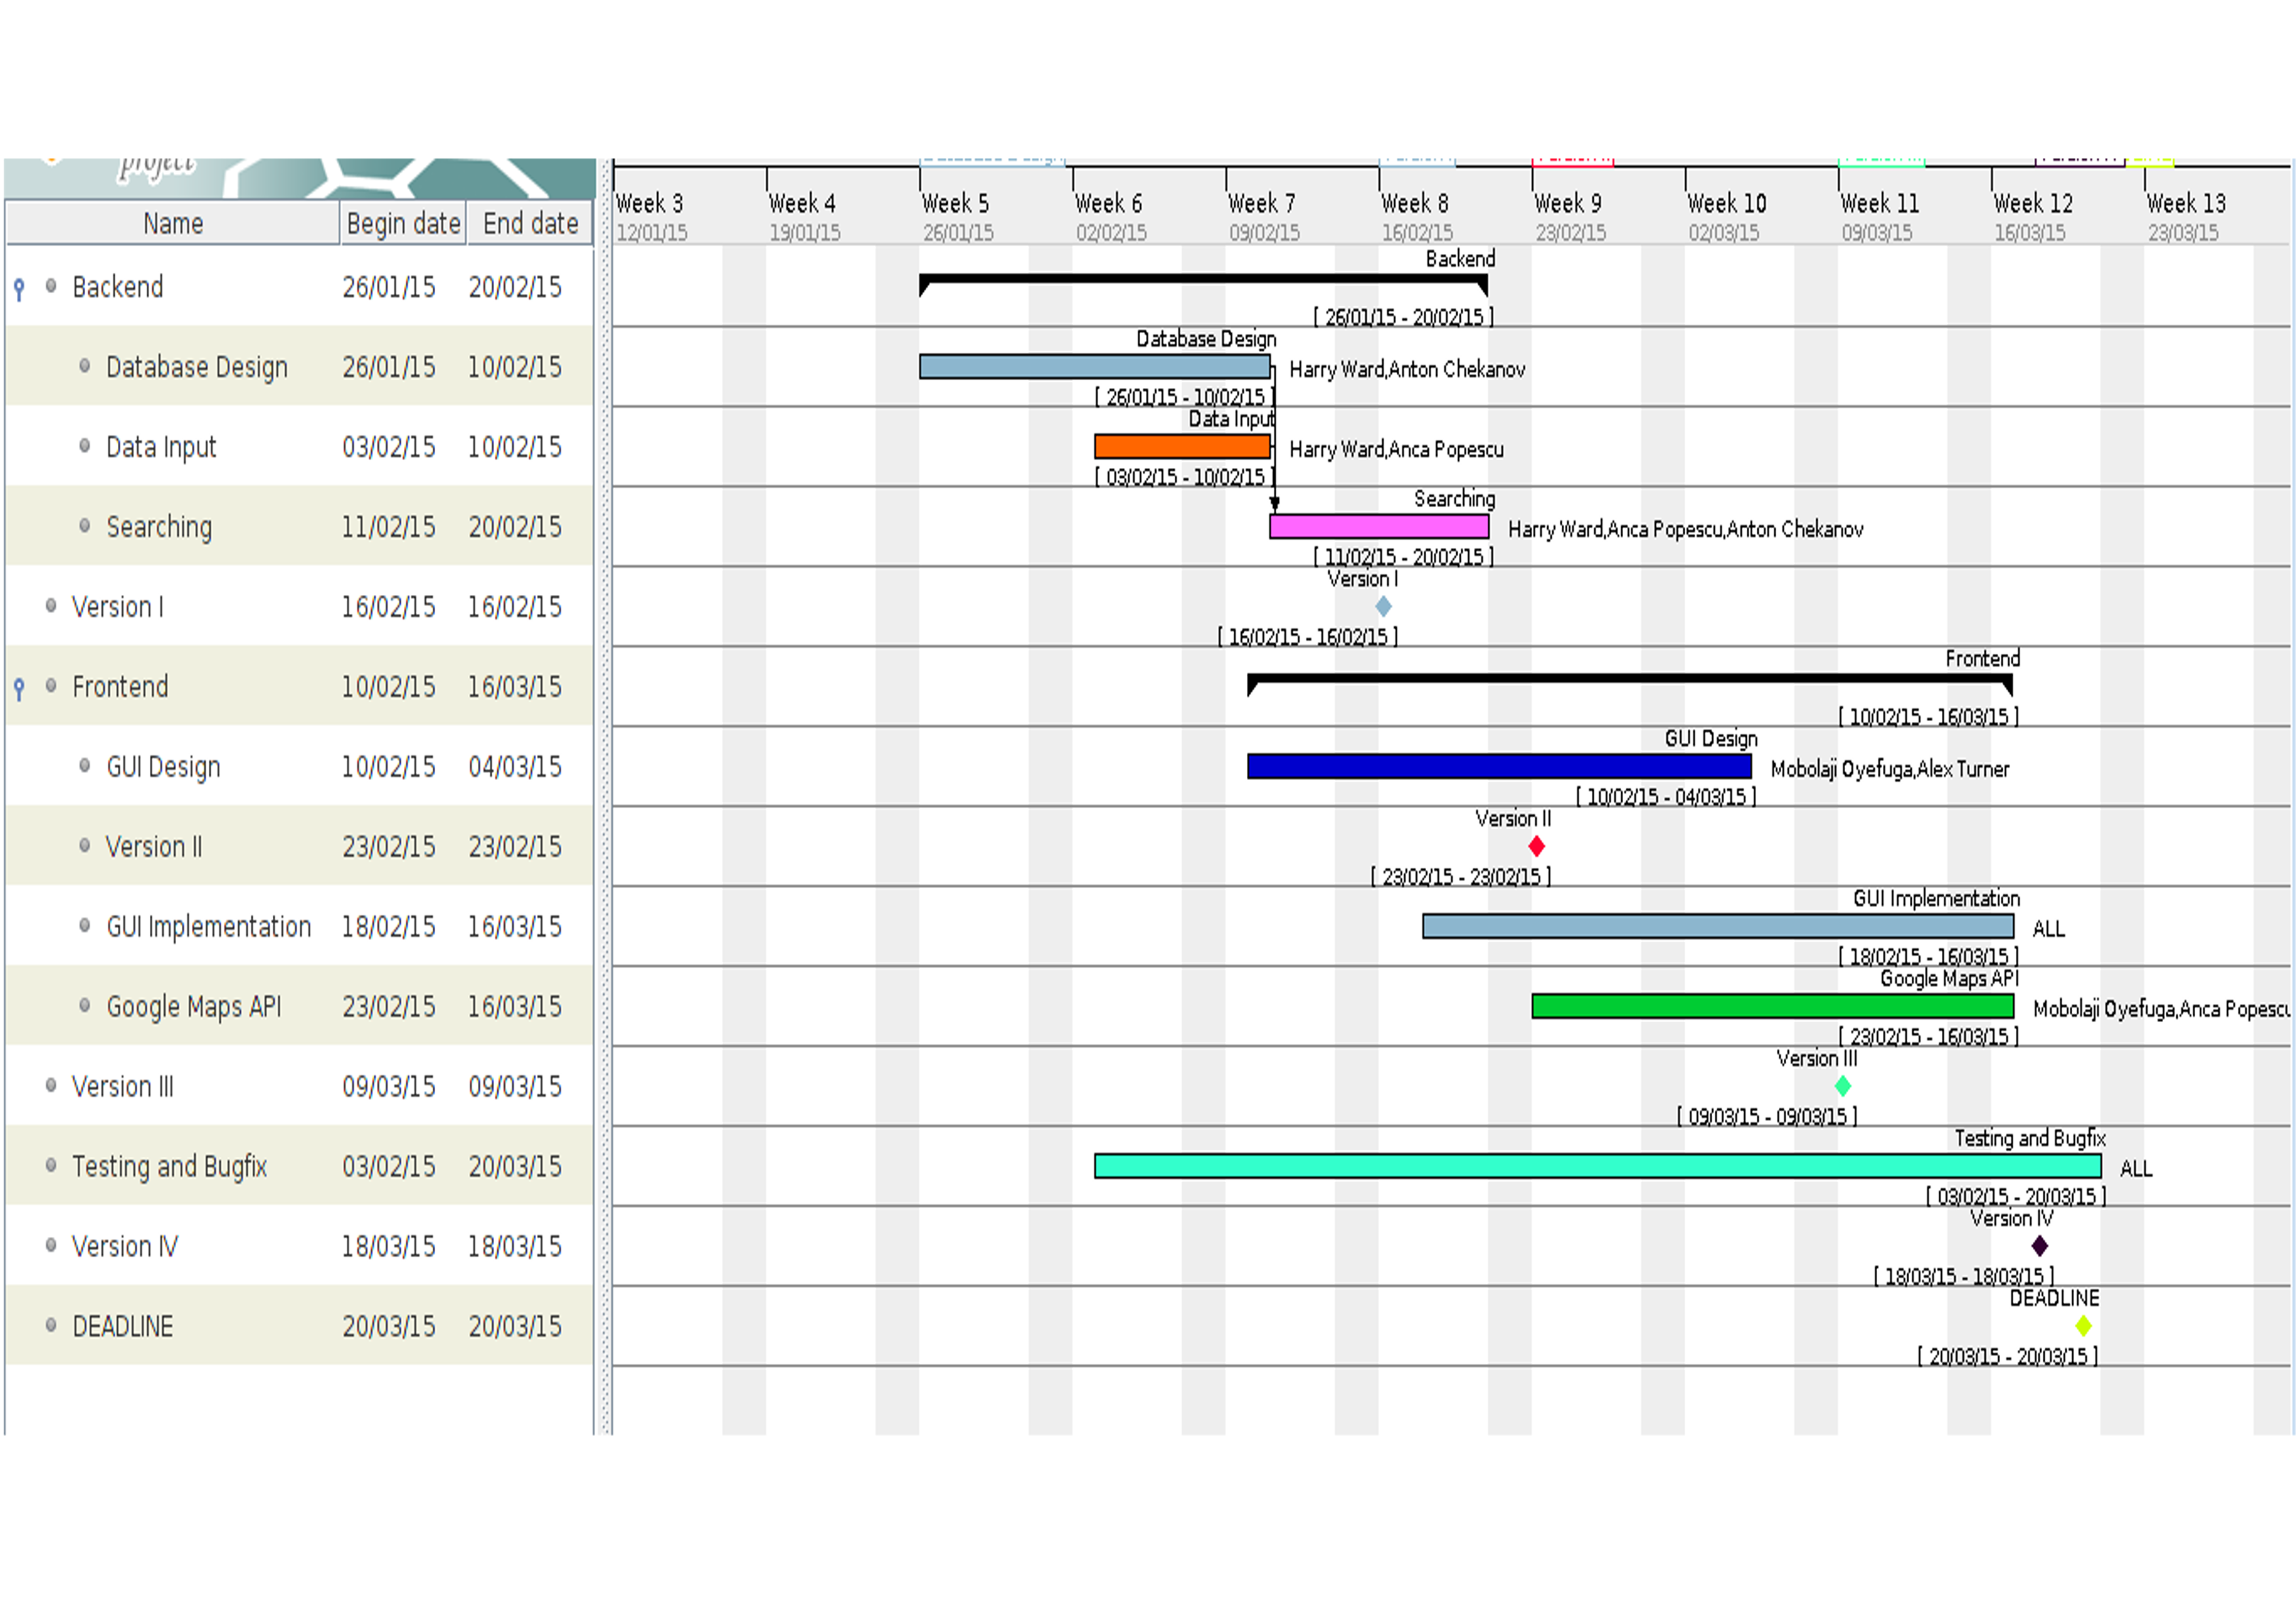 project
Week 3 Week 4 Week 5 Week 6 Week 7 Week 8 Week 9 Week 10 Week 11 Week 12 Week 13
Name Begin date End date 12/01/15 19/01/15 26/01/15 02/02/15 09/02/15 16/02/15 23/02/15 02/03/15 09/03/15 16/03/15 23/03/15
Backend
Backend 26/01/15 20/02/15
[ 26/01/15 - 20/02/15 ]
Database Design
Database Design 26/01/15 10/02/15 Harry Ward,Anton Chekanov
[ 26/01/15 - 10/02/15 ]
Data Input
Data Input 03/02/15 10/02/15 Harry Ward,Anca Popescu
[ 03/02/15 - 10/02/15 ]
Searching
Searching 11/02/15 20/02/15 Harry Ward,Anca Popescu,Anton Chekanov
[ 11/02/15 - 20/02/15 ]
Version I
Version I 16/02/15 16/02/15
[ 16/02/15 - 16/02/15 ]
Frontend
Frontend 10/02/15 16/03/15
[ 10/02/15 - 16/03/15 ]
GUI Design
GUI Design 10/02/15 04/03/15 Mobolaji Oyefuga,Alex Turner
[ 10/02/15 - 04/03/15 ]
Version II
Version II 23/02/15 23/02/15
[ 23/02/15 - 23/02/15 ]
GUI Implementation
GUI Implementation 18/02/15 16/03/15 ALL
[ 18/02/15 - 16/03/15 ]
Google Maps API
Google Maps API 23/02/15 16/03/15 Mobolaji Oyefuga,Anca Popescu
[ 23/02/15 - 16/03/15 ]
Version III
Version III 09/03/15 09/03/15
[ 09/03/15 - 09/03/15 ]
Testing and Bugfix
Testing and Bugfix 03/02/15 20/03/15 ALL
[ 03/02/15 - 20/03/15 ]
Version IV
Version IV 18/03/15 18/03/15
[ 18/03/15 - 18/03/15 ]
DEADLINE
DEADLINE 20/03/15 20/03/15
[ 20/03/15 - 20/03/15 ]